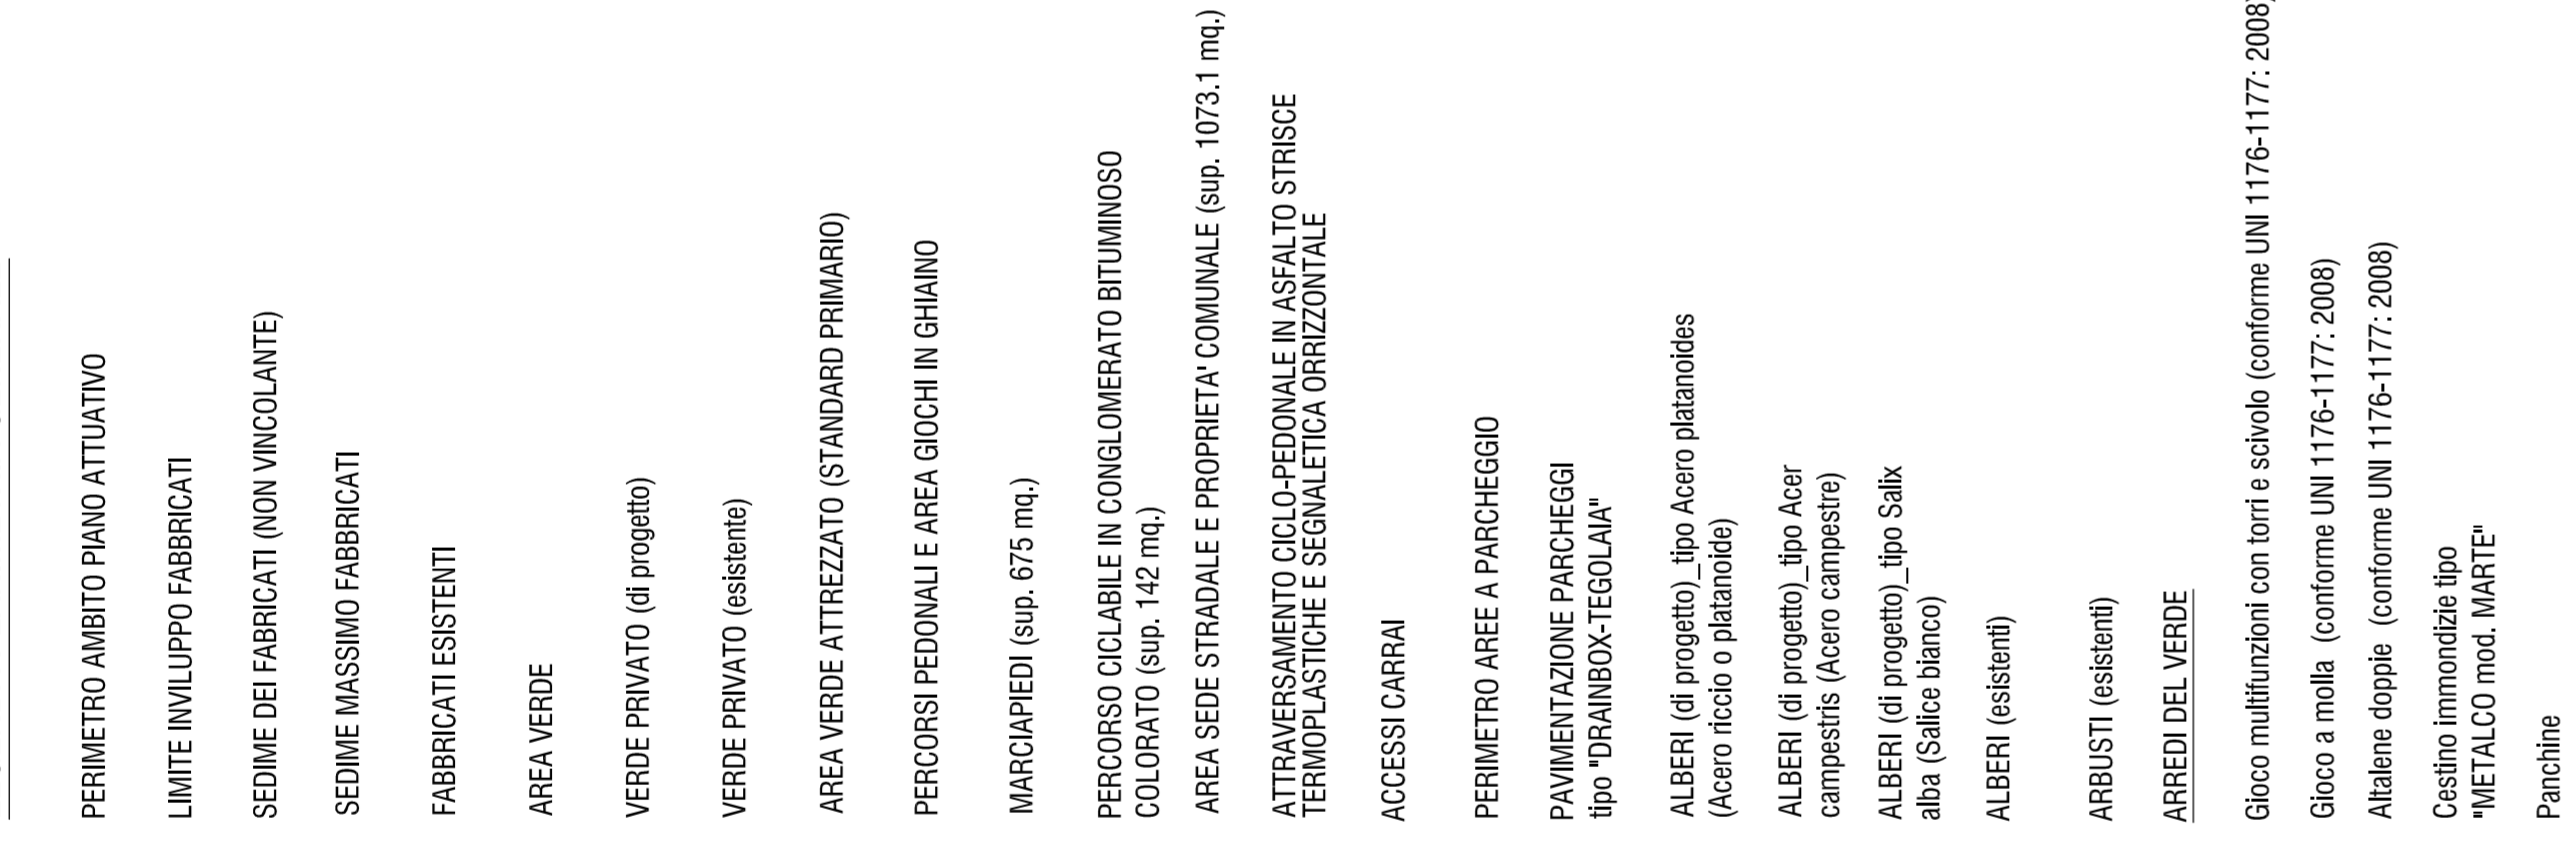 PERIMETRO AMBITO PIANO ATTUATIVO
LIMITE INVILUPPO FABBRICATI
SEDIME DEI FABRICATI (NON VINCOLANTE)
SEDIME MASSIMO FABBRICATI
FABBRICATI ESISTENTI
AREA VERDE
VERDE PRIVATO (di progetto)
VERDE PRIVATO (esistente)
AREA VERDE ATTREZZATO (STANDARD PRIMARIO)
PERCORSI PEDONALI E AREA GIOCHI IN GHIAINO
MARCIAPIEDI (sup. 675 mq.)
PERCORSO CICLABILE IN CONGLOMERATO BITUMINOSO
COLORATO (sup. 142 mq.)
AREA SEDE STRADALE E PROPRIETA' COMUNALE (sup. 1073.1 mq.)
ATTRAVERSAMENTO CICLO-PEDONALE IN ASFALTO STRISCE
TERMOPLASTICHE E SEGNALETICA ORRIZZONTALE
ACCESSI CARRAI
PERIMETRO AREE A PARCHEGGIO
PAVIMENTAZIONE PARCHEGGI
tipo "DRAINBOX-TEGOLAIA"
ALBERI (di progetto)_tipo Acero platanoides
(Acero riccio o platanoide)
ALBERI (di progetto)_tipo Acer
campestris (Acero campestre)
ALBERI (di progetto)_tipo Salix
alba (Salice bianco)
ALBERI (esistenti)
ARBUSTI (esistenti)
ARREDI DEL VERDE
Gioco multifunzioni con torri e scivolo (conforme UNI 1176-1177: 2008)
Gioco a molla (conforme UNI 1176-1177: 2008)
Altalene doppie (conforme UNI 1176-1177: 2008)
Cestino immondizie tipo
"METALCO mod. MARTE"
Panchine